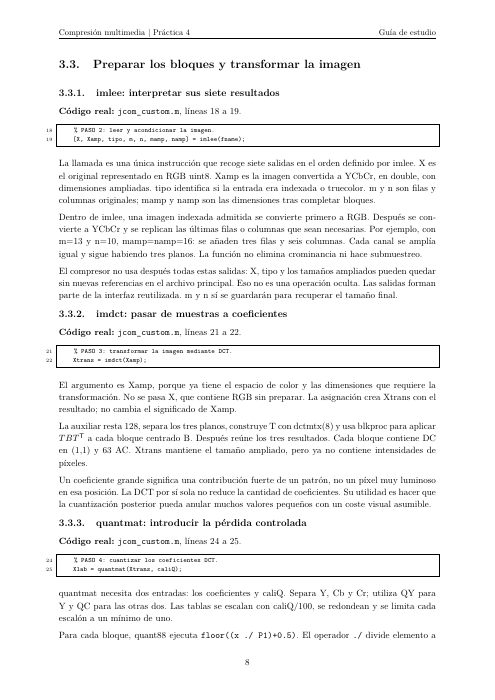 Compresión multimedia | Práctica 4 Guía de estudio
3.3. Preparar los bloques y transformar la imagen
3.3.1. imlee: interpretar sus siete resultados
Código real: jcom_custom.m, líneas 18 a 19.
18 % PASO 2: leer y acondicionar la imagen.
19 [X, Xamp, tipo, m, n, mamp, namp] = imlee(fname);
La llamada es una única instrucción que recoge siete salidas en el orden definido por imlee. X es
el original representado en RGB uint8. Xamp es la imagen convertida a YCbCr, en double, con
dimensiones ampliadas. tipo identifica si la entrada era indexada o truecolor. m y n son filas y
columnas originales; mamp y namp son las dimensiones tras completar bloques.
Dentro de imlee, una imagen indexada admitida se convierte primero a RGB. Después se con-
vierte a YCbCr y se replican las últimas filas o columnas que sean necesarias. Por ejemplo, con
m=13 y n=10, mamp=namp=16: se añaden tres filas y seis columnas. Cada canal se amplía
igual y sigue habiendo tres planos. La función no elimina crominancia ni hace submuestreo.
El compresor no usa después todas estas salidas: X, tipo y los tamaños ampliados pueden quedar
sin nuevas referencias en el archivo principal. Eso no es una operación oculta. Las salidas forman
parte de la interfaz reutilizada. m y n sí se guardarán para recuperar el tamaño final.
3.3.2. imdct: pasar de muestras a coeficientes
Código real: jcom_custom.m, líneas 21 a 22.
21 % PASO 3: transformar la imagen mediante DCT.
22 Xtrans = imdct(Xamp);
El argumento es Xamp, porque ya tiene el espacio de color y las dimensiones que requiere la
transformación. No se pasa X, que contiene RGB sin preparar. La asignación crea Xtrans con el
resultado; no cambia el significado de Xamp.
La auxiliar resta 128, separa los tres planos, construye T con dctmtx(8) y usa blkproc para aplicar
TBTᵀ a cada bloque centrado B. Después reúne los tres resultados. Cada bloque contiene DC
en (1,1) y 63 AC. Xtrans mantiene el tamaño ampliado, pero ya no contiene intensidades de
píxeles.
Un coeficiente grande significa una contribución fuerte de un patrón, no un píxel muy luminoso
en esa posición. La DCT por sí sola no reduce la cantidad de coeficientes. Su utilidad es hacer que
la cuantización posterior pueda anular muchos valores pequeños con un coste visual asumible.
3.3.3. quantmat: introducir la pérdida controlada
Código real: jcom_custom.m, líneas 24 a 25.
24 % PASO 4: cuantizar los coeficientes DCT.
25 Xlab = quantmat(Xtrans, caliQ);
quantmat necesita dos entradas: los coeficientes y caliQ. Separa Y, Cb y Cr; utiliza QY para
Y y QC para las otras dos. Las tablas se escalan con caliQ/100, se redondean y se limita cada
escalón a un mínimo de uno.
Para cada bloque, quant88 ejecuta floor((x ./ P1)+0.5). El operador ./ divide elemento a
8